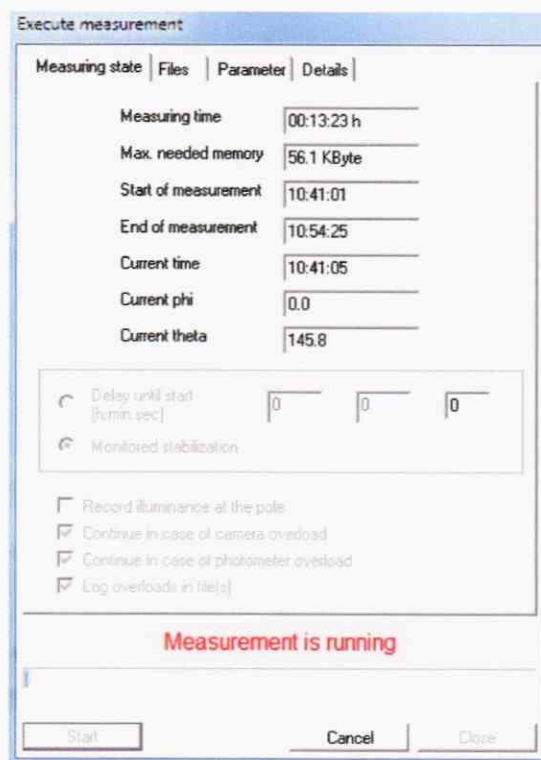 Execute measurement
Measuring state Files Parameter Details
Measuring time 00:13:23 h
Max. needed memory 56.1 KByte
Start of measurement 10:41:01
End of measurement 10:54:25
Current time 10:41:05
Current phi 0.0
Current theta 145.8
Delay until start 0 0 0
[h:min:sec]
Monitored stabilization
Record illuminance at the pole
Continue in case of camera overload
Continue in case of photometer overload
Log overloads in file(s)
Measurement is running
Start Cancel Close